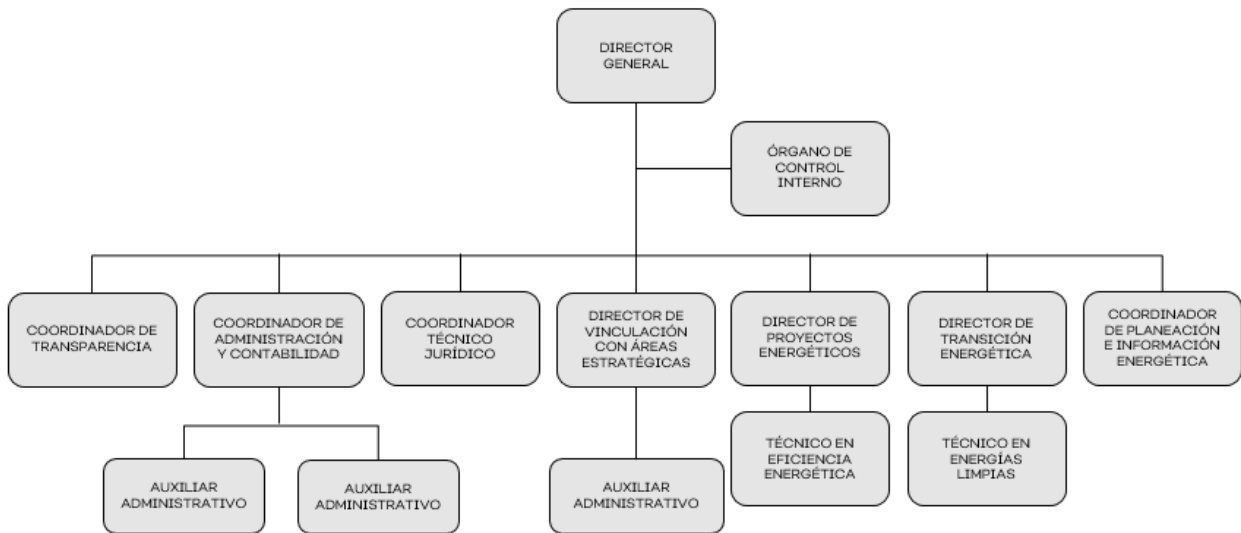 DIRECTOR
GENERAL
ÓRGANO DE
CONTROL
INTERNO
COORDINADOR DE
TRANSPARENCIA
COORDINADOR DE
ADMINISTRACIÓN
Y CONTABILIDAD
COORDINADOR
TÉCNICO
JURÍDICO
DIRECTOR DE
VINCULACIÓN
CON ÁREAS
ESTRATÉGICAS
DIRECTOR DE
PROYECTOS
ENERGÉTICOS
DIRECTOR DE
TRANSICIÓN
ENERGÉTICA
COORDINADOR
DE PLANEACIÓN
E INFORMACIÓN
ENERGÉTICA
AUXILIAR
ADMINISTRATIVO
AUXILIAR
ADMINISTRATIVO
AUXILIAR
ADMINISTRATIVO
TÉCNICO EN
EFICIENCIA
ENERGÉTICA
TÉCNICO EN
ENERGÍAS
LIMPIAS